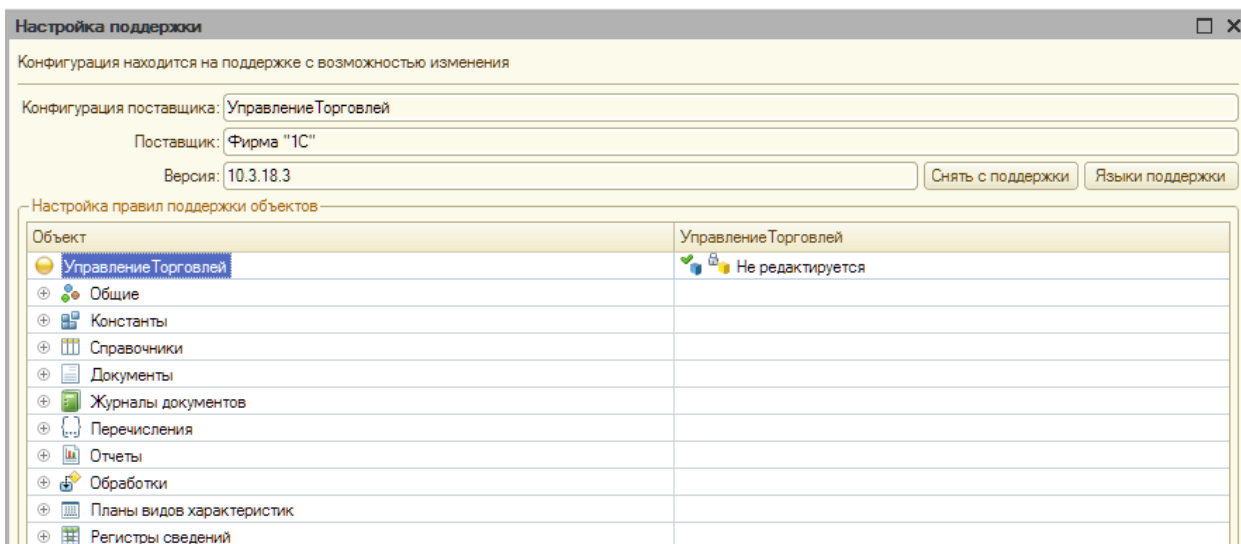 Настройка поддержки
Конфигурация находится на поддержке с возможностью изменения
Конфигурация поставщика: УправлениеТорговлей
Поставщик: Фирма "1С"
Версия: 10.3.18.3 Снять с поддержки Языки поддержки
Настройка правил поддержки объектов
Объект УправлениеТорговлей
УправлениеТорговлей Не редактируется
Общие
Константы
Справочники
Документы
Журналы документов
Перечисления
Отчеты
Обработки
Планы видов характеристик
Регистры сведений